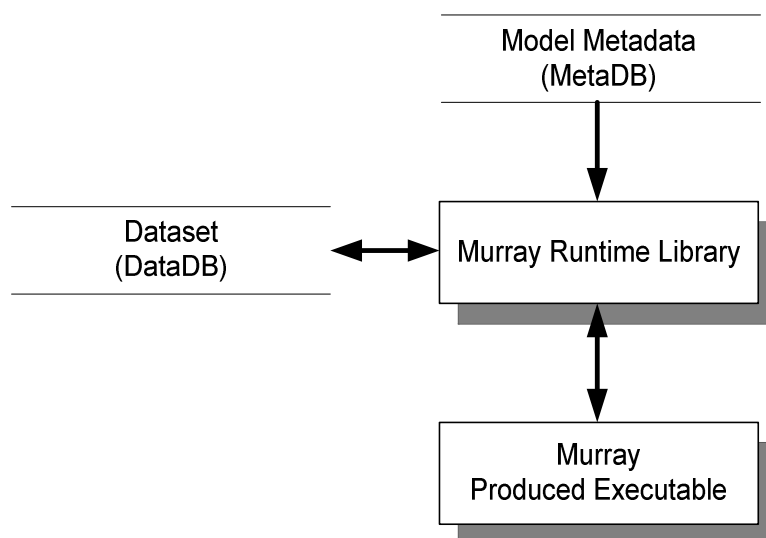 Model Metadata
(MetaDB)
Dataset
(DataDB)
Murray Runtime Library
Murray
Produced Executable